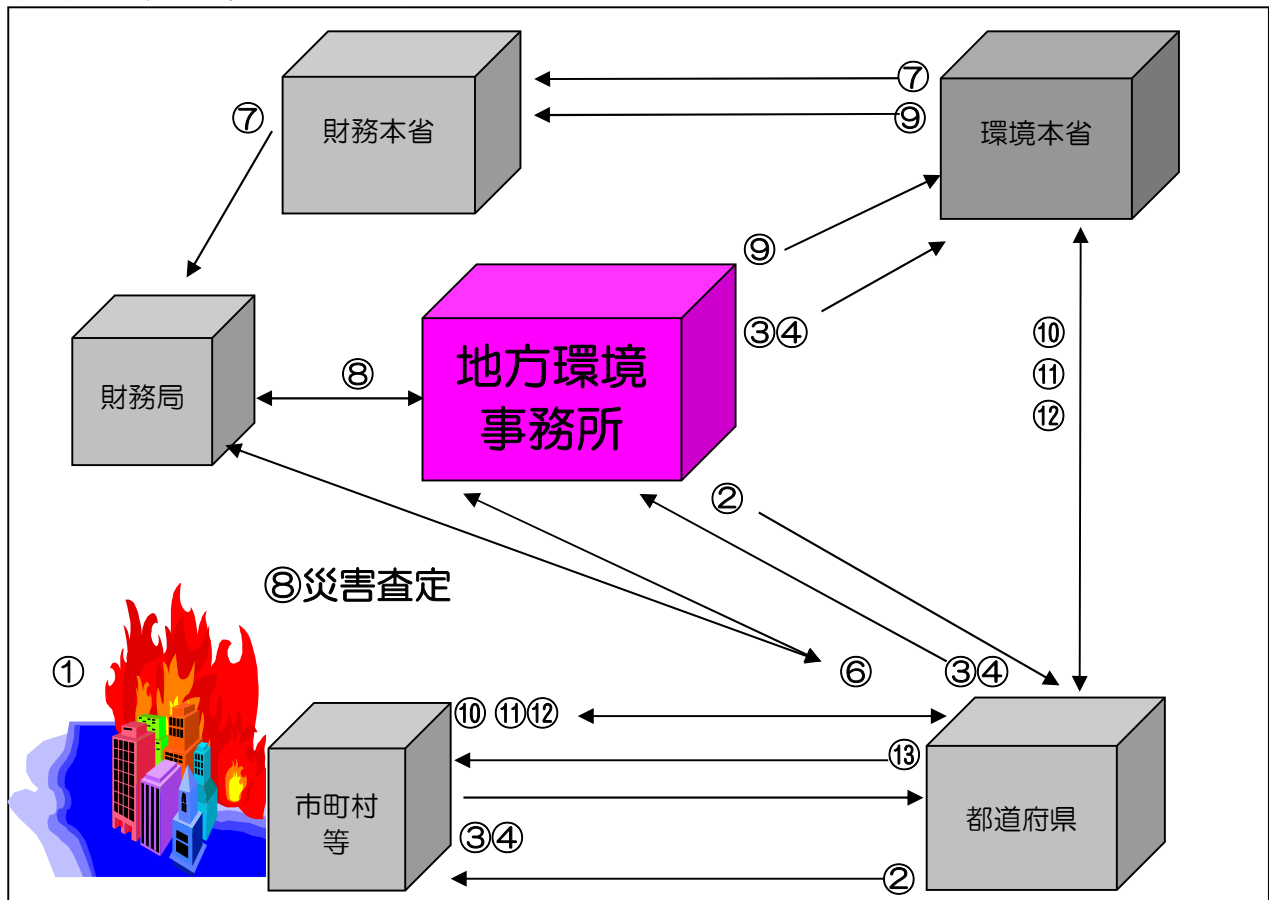 ⑦
財務本省
⑦
⑨
環境本省
⑨
③④
⑩
⑪
⑫
財務局
⑧
地方環境
事務所
②
⑧災害査定
①
⑥
③④
⑩ ⑪⑫
⑬
市町村
等
③④
都道府県
②